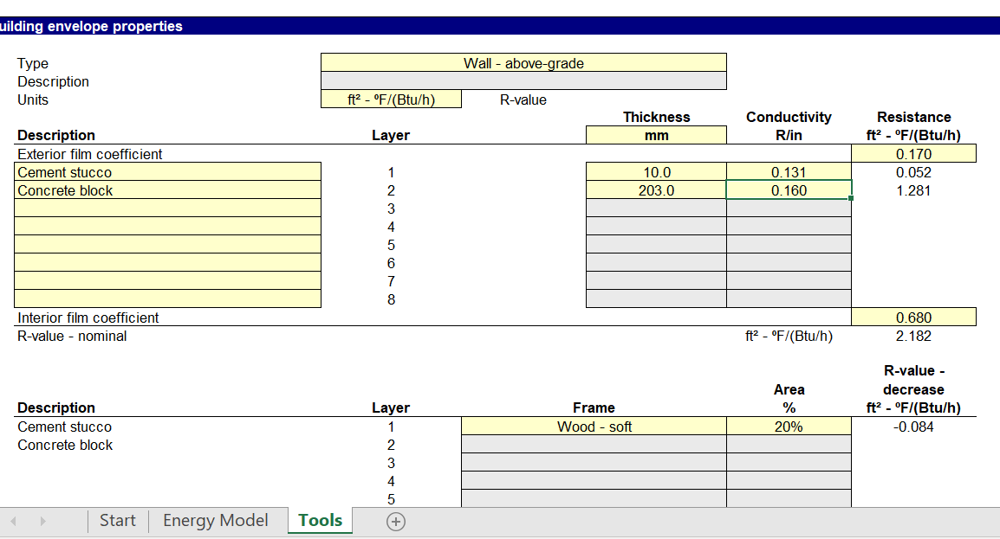 uilding envelope properties
Type Wall - above-grade
Description
Units ft² - ºF/(Btu/h) R-value
Thickness Conductivity Resistance
Description Layer mm R/in ft² - ºF/(Btu/h)
Exterior film coefficient 0.170
Cement stucco 1 10.0 0.131 0.052
Concrete block 2 203.0 0.160 1.281
3
4
5
6
7
8
Interior film coefficient 0.680
R-value - nominal ft² - ºF/(Btu/h) 2.182
R-value -
Area decrease
Description Layer Frame % ft² - ºF/(Btu/h)
Cement stucco 1 Wood - soft 20% -0.084
Concrete block 2
3
4
5
Start Energy Model Tools